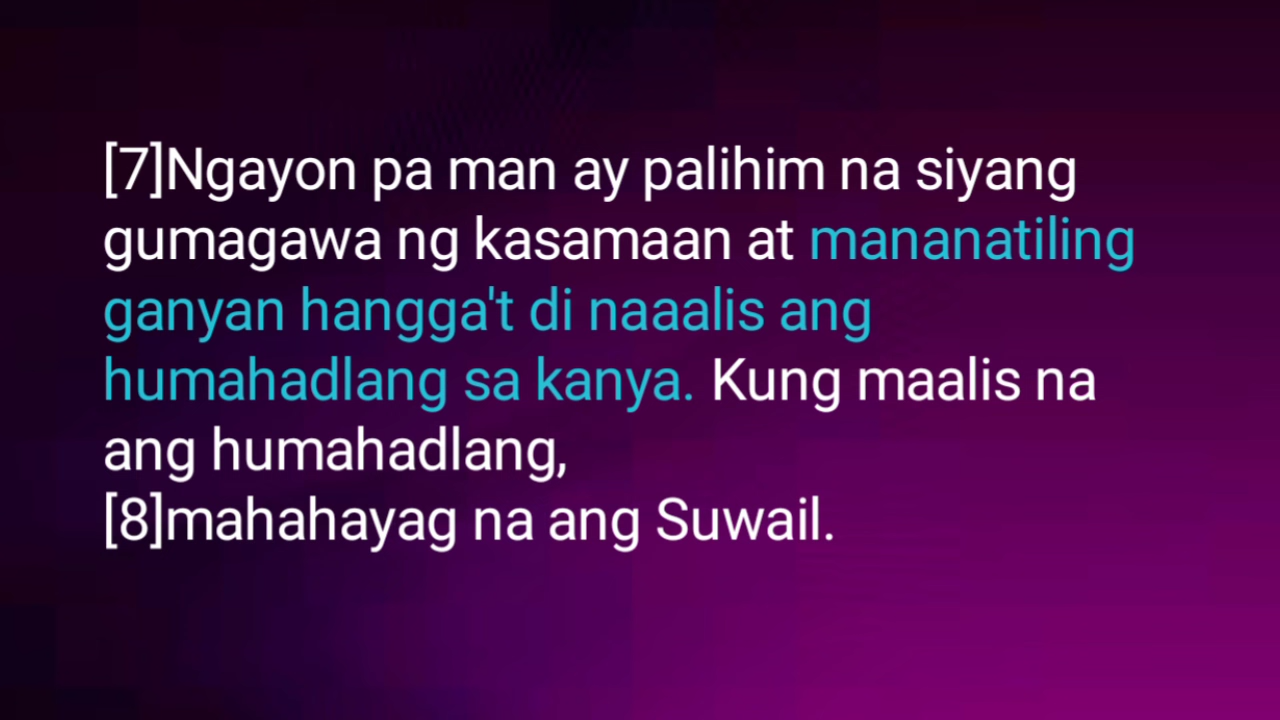 [7]Ngayon pa man ay palihim na siyang
gumagawa ng kasamaan at mananatiling
ganyan hangga't di naaalis ang
humahadlang sa kanya. Kung maalis na
ang humahadlang,
[8]mahahayag na ang Suwail.